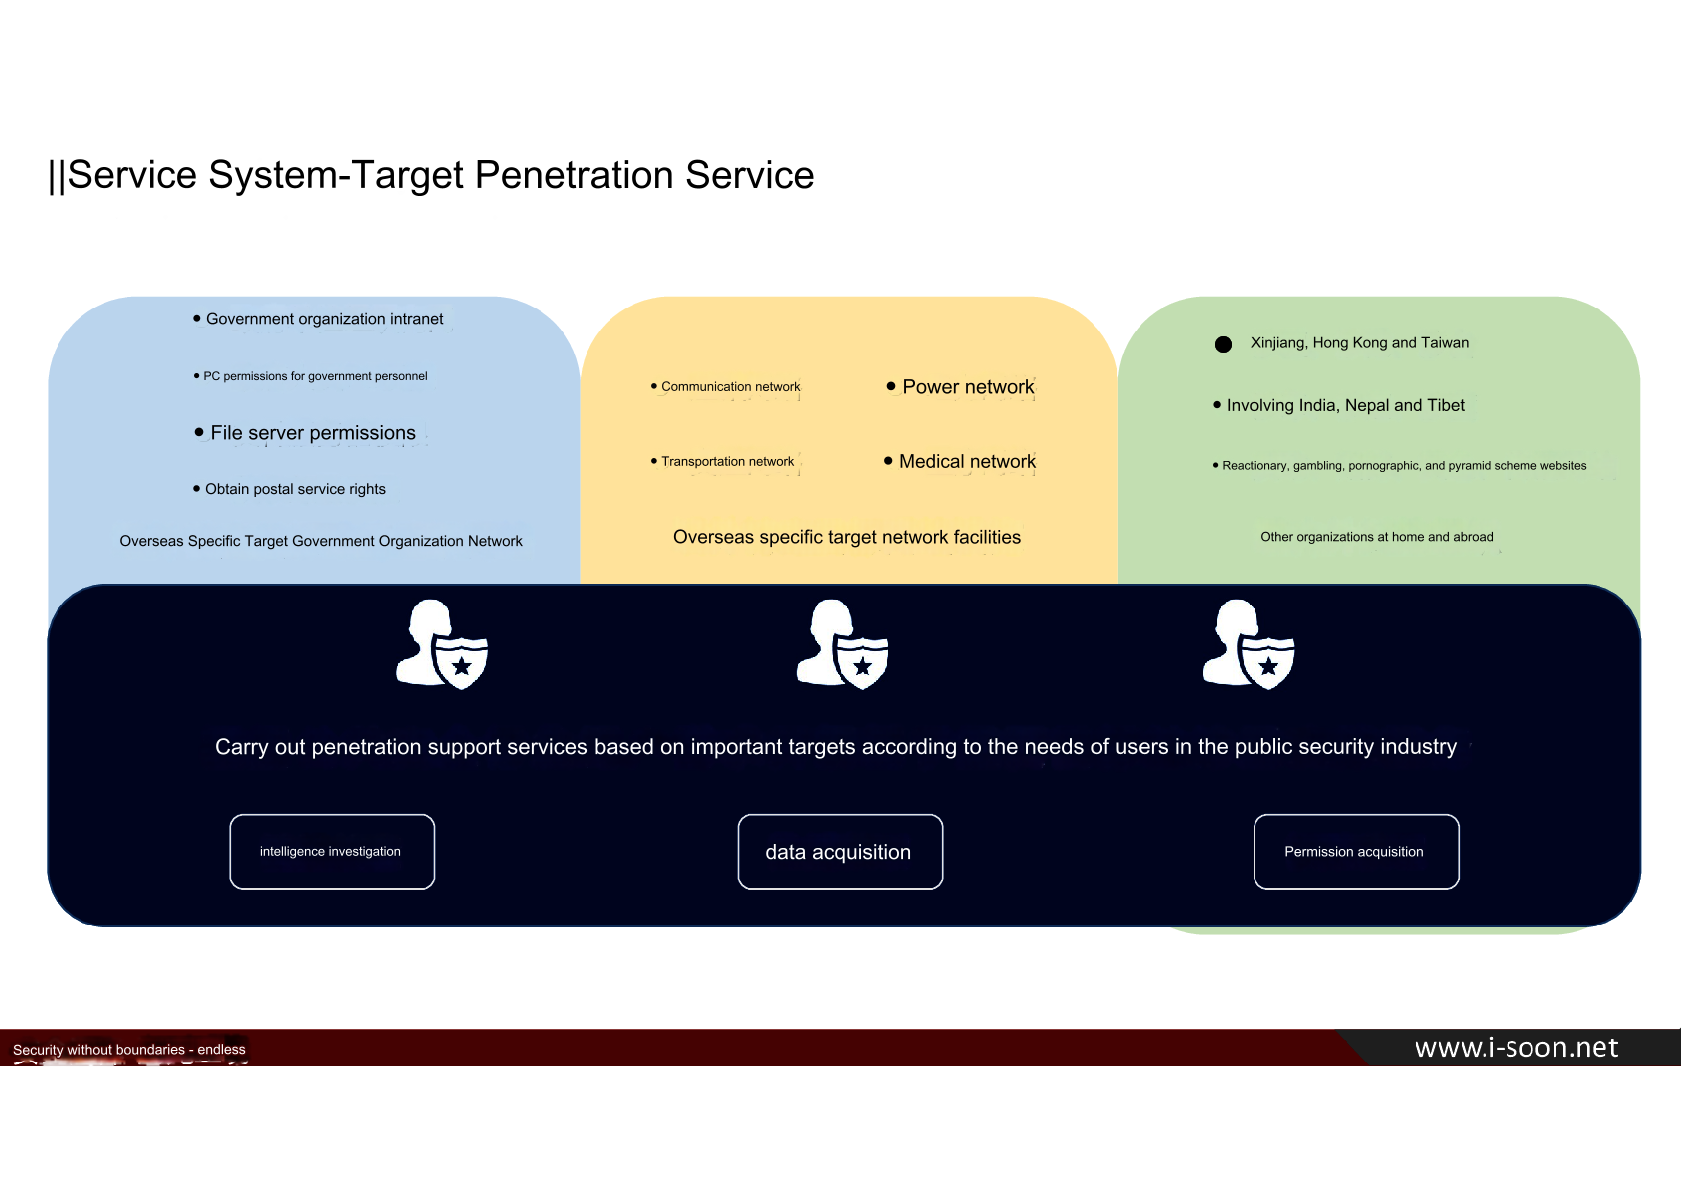 ||Service System-Target Penetration Service
• Government organization intranet
• PC permissions for government personnel
• File server permissions
• Obtain postal service rights
Overseas Specific Target Government Organization Network
• Communication network
• Power network
• Transportation network
• Medical network
Overseas specific target network facilities
● Xinjiang, Hong Kong and Taiwan
• Involving India, Nepal and Tibet
• Reactionary, gambling, pornographic, and pyramid scheme websites
Other organizations at home and abroad
Carry out penetration support services based on important targets according to the needs of users in the public security industry
intelligence investigation
data acquisition
Permission acquisition
Security without boundaries - endless
www.i-soon.net